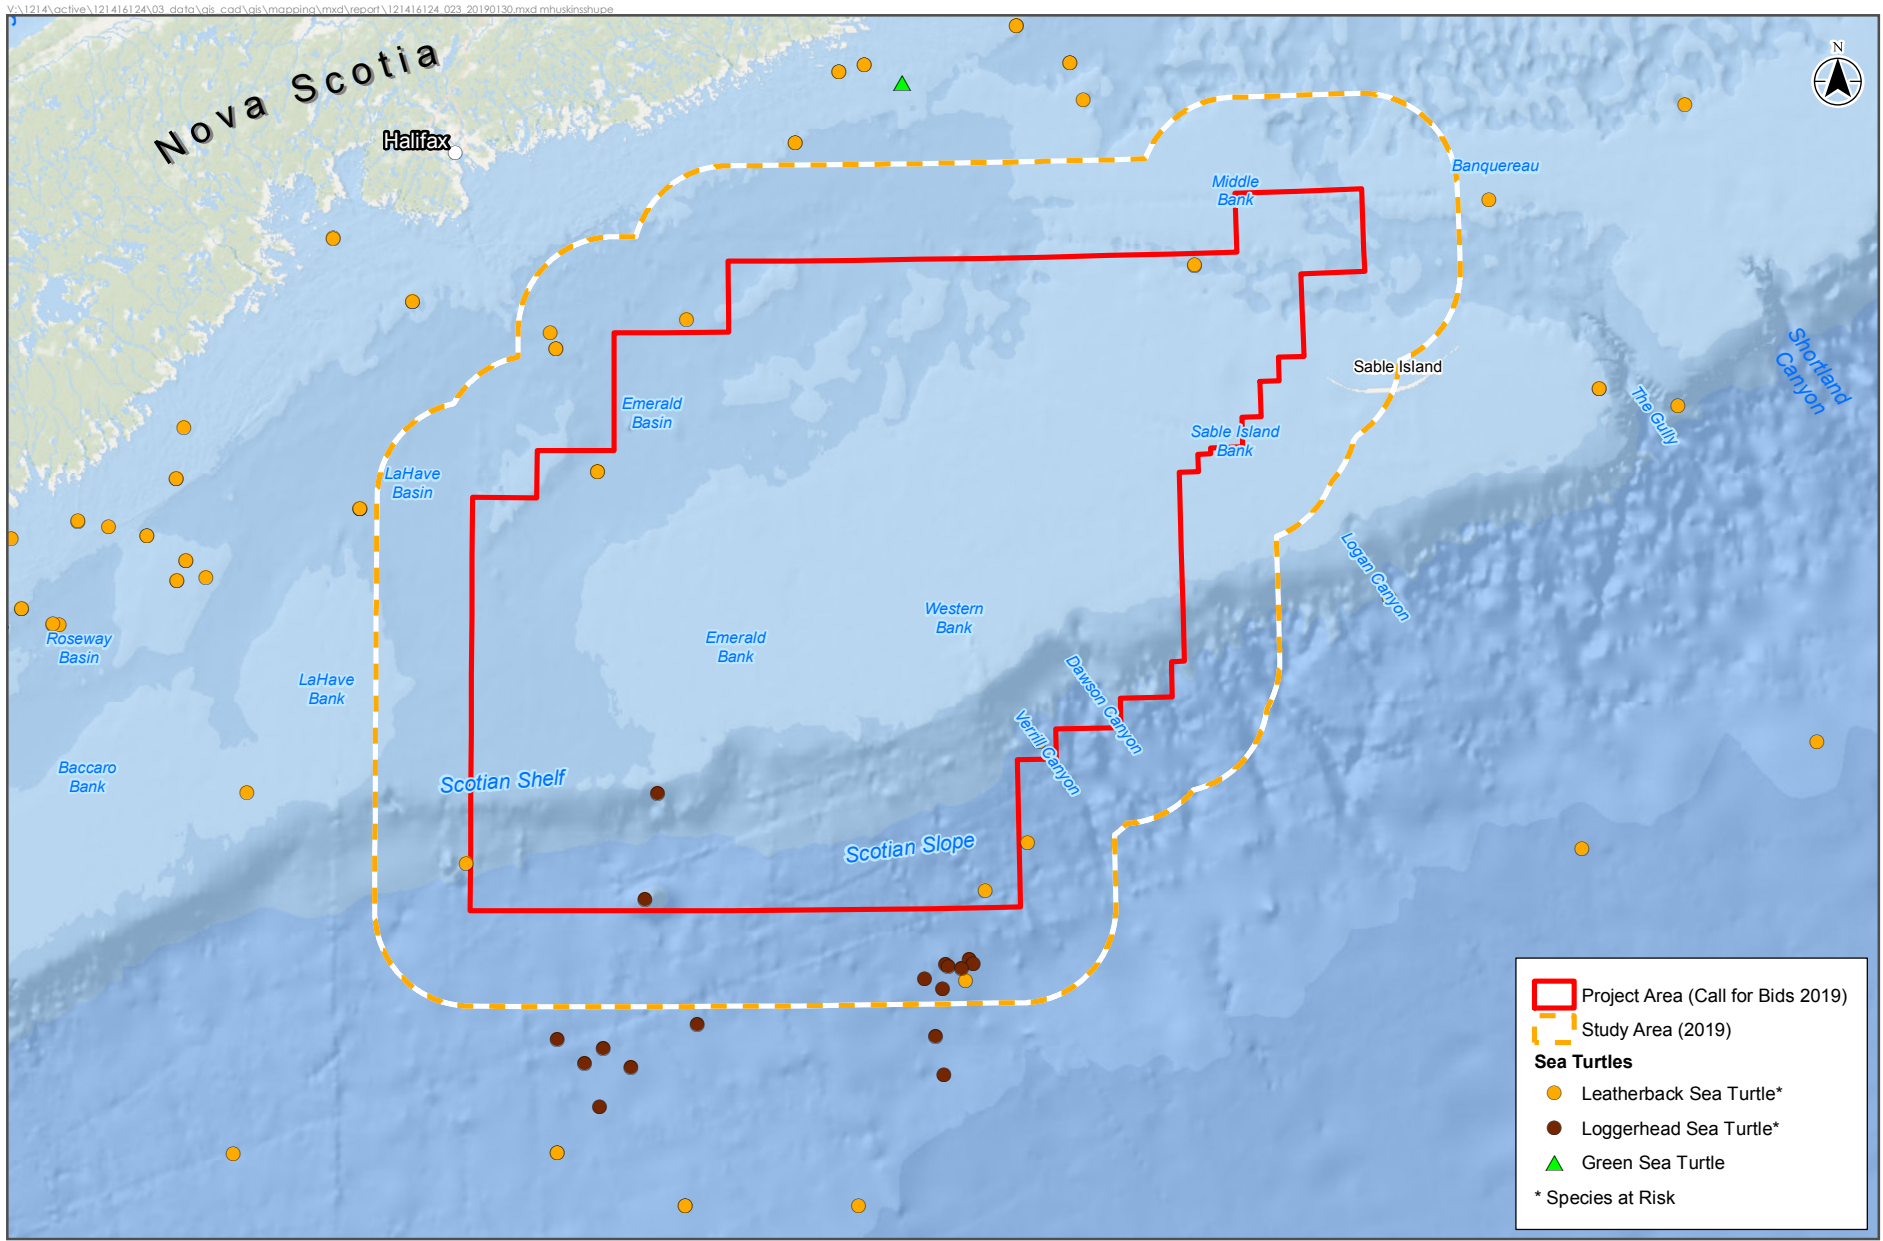 V:\1214\active\121416124\03_data\gis_cad\gis\mapping\mxd\report\121416124_023_20190130.mxd mhuskinsshupe
Nova Scotia
N
Halifax
Banquereau
Middle
Bank
Shortland
Canyon
Sable Island
The Gully
Emerald
Basin
Sable Island
Bank
LaHave
Basin
Logan Canyon
Western
Bank
Emerald
Bank
Roseway
Basin
LaHave
Bank
Dawson Canyon
Verrill Canyon
Baccaro
Bank
Scotian Shelf
Scotian Slope
Project Area (Call for Bids 2019)
Study Area (2019)
Sea Turtles
Leatherback Sea Turtle*
Loggerhead Sea Turtle*
Green Sea Turtle
* Species at Risk